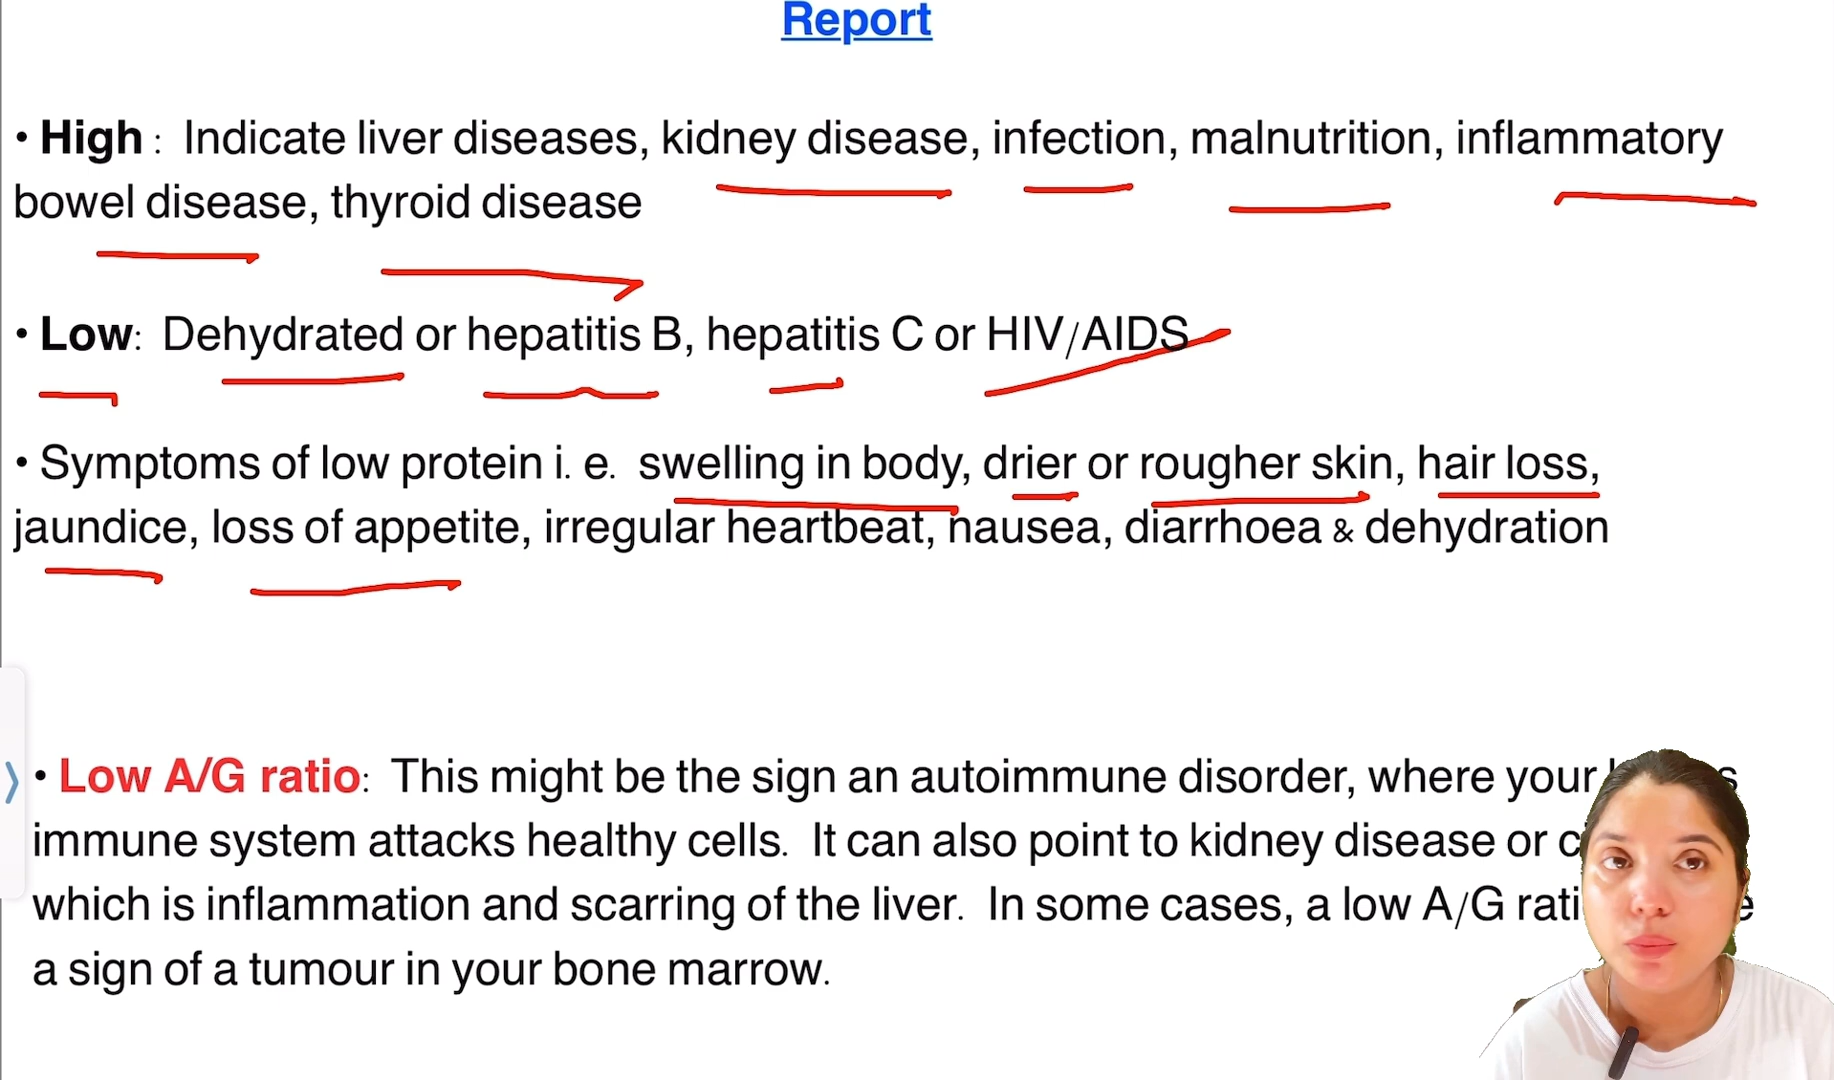 Report
• High : Indicate liver diseases, kidney disease, infection, malnutrition, inflammatory
bowel disease, thyroid disease
• Low: Dehydrated or hepatitis B, hepatitis C or HIV/AIDS
• Symptoms of low protein i. e. swelling in body, drier or rougher skin, hair loss,
jaundice, loss of appetite, irregular heartbeat, nausea, diarrhoea & dehydration
• Low A/G ratio: This might be the sign an autoimmune disorder, where your
immune system attacks healthy cells. It can also point to kidney disease or
which is inflammation and scarring of the liver. In some cases, a low A/G
a sign of a tumour in your bone marrow.